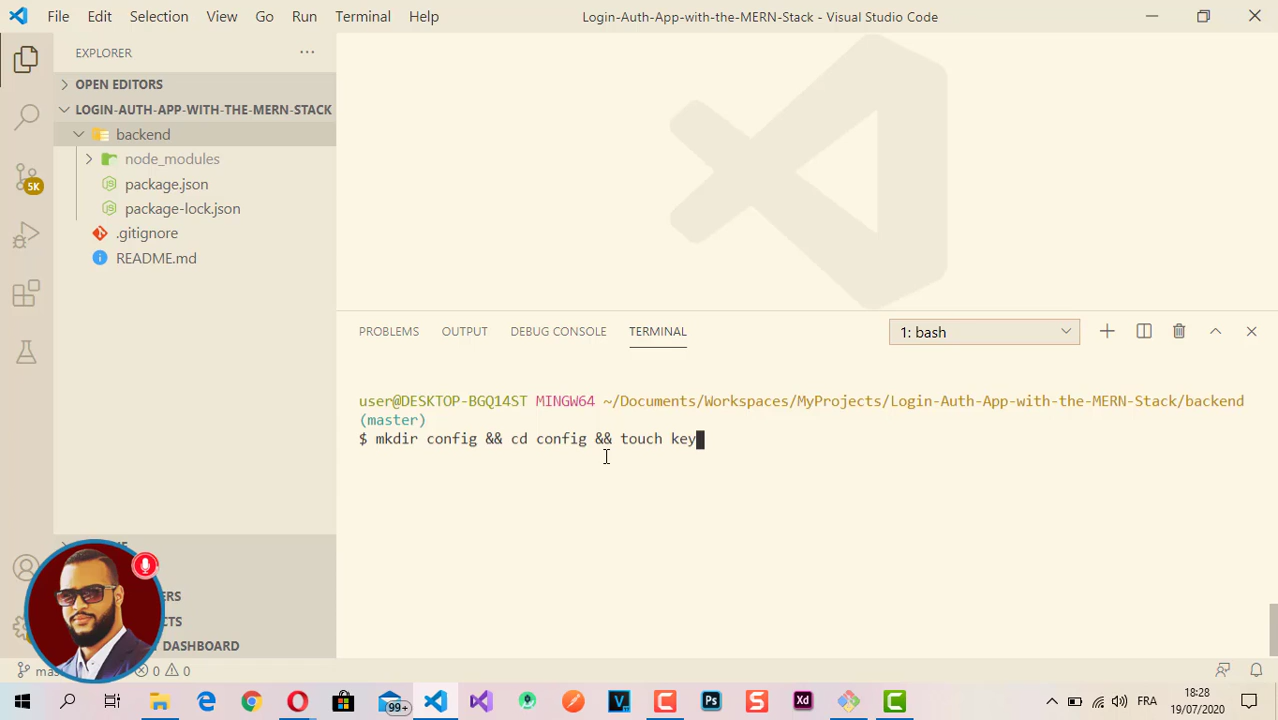 File Edit Selection View Go Run Terminal Help Login-Auth-App-with-the-MERN-Stack - Visual Studio Code
EXPLORER
OPEN EDITORS
LOGIN-AUTH-APP-WITH-THE-MERN-STACK
backend
node_modules
package.json
package-lock.json
.gitignore
README.md
5K
PROBLEMS OUTPUT DEBUG CONSOLE TERMINAL 1: bash
user@DESKTOP-BGQ14ST MINGW64 ~/Documents/Workspaces/MyProjects/Login-Auth-App-with-the-MERN-Stack/backend
(master)
$ mkdir config && cd config && touch key
DASHBOARD
0 0
99+
Ps
S
Xd
C
FRA
18:28
19/07/2020